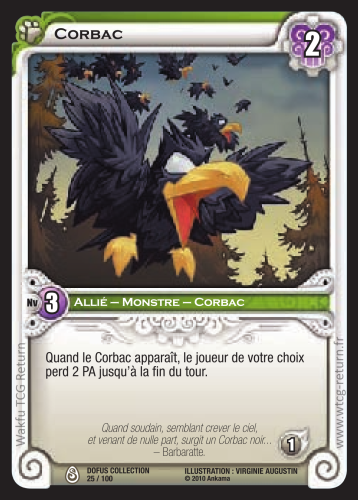 Corbac
2
Nv 3 Allié – Monstre – Corbac
Quand le Corbac apparaît, le joueur de votre choix
perd 2 PA jusqu'à la fin du tour.
Quand soudain, semblant crever le ciel,
et venant de nulle part, surgit un Corbac noir...
– Barbaratte.
1
Wakfu TCG Return
www.wtcg-return.fr
DOFUS COLLECTION
25 / 100
ILLUSTRATION : VIRGINIE AUGUSTIN
© 2010 Ankama